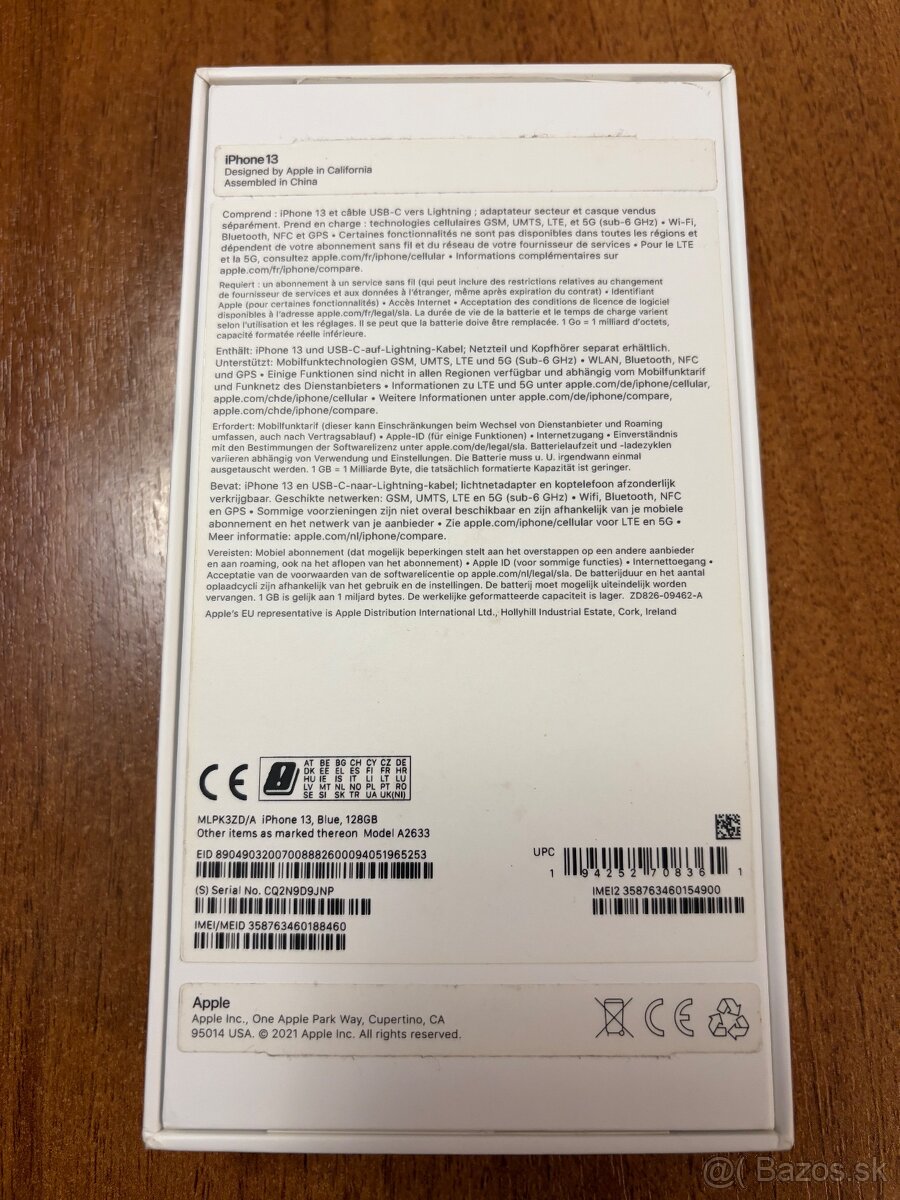 iPhone 13
Designed by Apple in California
Assembled in China
Comprend : iPhone 13 et câble USB-C vers Lightning ; adaptateur secteur et casque vendus
séparément. Prend en charge : technologies cellulaires GSM, UMTS, LTE, et 5G (sub-6 GHz) • Wi-Fi,
Bluetooth, NFC et GPS • Certaines fonctionnalités ne sont pas disponibles dans toutes les régions et
dépendent de votre abonnement sans fil et du réseau de votre fournisseur de services • Pour le LTE
et la 5G, consultez apple.com/fr/iphone/cellular • Informations complémentaires sur
apple.com/fr/iphone/compare.
Requiert : un abonnement à un service sans fil (qui peut inclure des restrictions relatives au changement
de fournisseur de services et aux données à l'étranger, même après expiration du contrat) • Identifiant
Apple (pour certaines fonctionnalités) • Accès Internet • Acceptation des conditions de licence de logiciel
disponibles à l'adresse apple.com/fr/legal/sla. La durée de vie de la batterie et le temps de charge varient
selon l'utilisation et les réglages. Il se peut que la batterie doive être remplacée. 1 Go = 1 milliard d'octets,
capacité formatée réelle inférieure.
Enthält: iPhone 13 und USB-C-auf-Lightning-Kabel; Netzteil und Kopfhörer separat erhältlich.
Unterstützt: Mobilfunktechnologien GSM, UMTS, LTE und 5G (Sub-6 GHz) • WLAN, Bluetooth, NFC
und GPS • Einige Funktionen sind nicht in allen Regionen verfügbar und abhängig vom Mobilfunktarif
und Funknetz des Dienstanbieters • Informationen zu LTE und 5G unter apple.com/de/iphone/cellular,
apple.com/chde/iphone/cellular • Weitere Informationen unter apple.com/de/iphone/compare,
apple.com/chde/iphone/compare.
Erfordert: Mobilfunktarif (dieser kann Einschränkungen beim Wechsel von Dienstanbieter und Roaming
umfassen, auch nach Vertragsablauf) • Apple-ID (für einige Funktionen) • Internetzugang • Einverständnis
mit den Bestimmungen der Softwarelizenz unter apple.com/de/legal/sla. Batterielaufzeit und -ladezyklen
variieren abhängig von Verwendung und Einstellungen. Die Batterie muss u. U. irgendwann einmal
ausgetauscht werden. 1 GB = 1 Milliarde Byte, die tatsächlich formatierte Kapazität ist geringer.
Bevat: iPhone 13 en USB-C-naar-Lightning-kabel; lichtnetadapter en koptelefoon afzonderlijk
verkrijgbaar. Geschikte netwerken: GSM, UMTS, LTE en 5G (sub-6 GHz) • Wifi, Bluetooth, NFC
en GPS • Sommige voorzieningen zijn niet overal beschikbaar en zijn afhankelijk van je mobiele
abonnement en het netwerk van je aanbieder • Zie apple.com/iphone/cellular voor LTE en 5G •
Meer informatie: apple.com/nl/iphone/compare.
Vereisten: Mobiel abonnement (dat mogelijk beperkingen stelt aan het overstappen op een andere aanbieder
en aan roaming, ook na het aflopen van het abonnement) • Apple ID (voor sommige functies) • Internettoegang •
Acceptatie van de voorwaarden van de softwarelicentie op apple.com/nl/legal/sla. De batterijduur en het aantal
oplaadcycli zijn afhankelijk van het gebruik en de instellingen. De batterij moet mogelijk uiteindelijk worden
vervangen. 1 GB is gelijk aan 1 miljard bytes. De werkelijke geformatteerde capaciteit is lager. ZD826-09462-A
Apple's EU representative is Apple Distribution International Ltd., Hollyhill Industrial Estate, Cork, Ireland
CE
AT BE BG CH CY CZ DE
DK EE EL ES FI FR HR
HU IE IS IT LI LT LU
LV MT NL NO PL PT RO
SE SI SK TR UA UK(NI)
MLPK3ZD/A iPhone 13, Blue, 128GB
Other items as marked thereon Model A2633
EID 89049032007008882600094051965253
(S) Serial No. CQ2N9D9JNP
IMEI/MEID 358763460188460
UPC
1 94252 70836 1
IMEI2 358763460154900
Apple
Apple Inc., One Apple Park Way, Cupertino, CA
95014 USA. © 2021 Apple Inc. All rights reserved.
CE
@( Bazos.sk